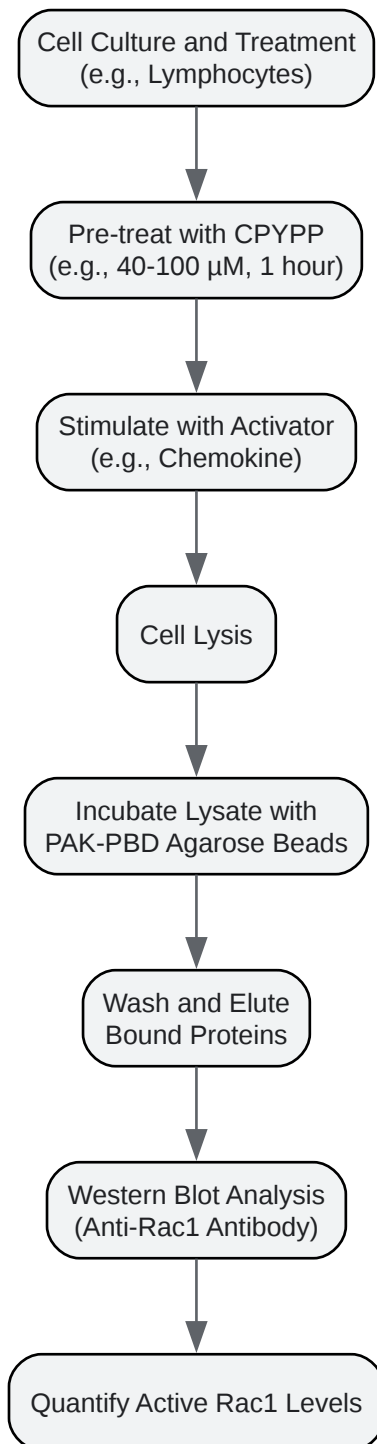 Cell Culture and Treatment
(e.g., Lymphocytes)
Pre-treat with CPYPP
(e.g., 40-100 µM, 1 hour)
Stimulate with Activator
(e.g., Chemokine)
Cell Lysis
Incubate Lysate with
PAK-PBD Agarose Beads
Wash and Elute
Bound Proteins
Western Blot Analysis
(Anti-Rac1 Antibody)
Quantify Active Rac1 Levels